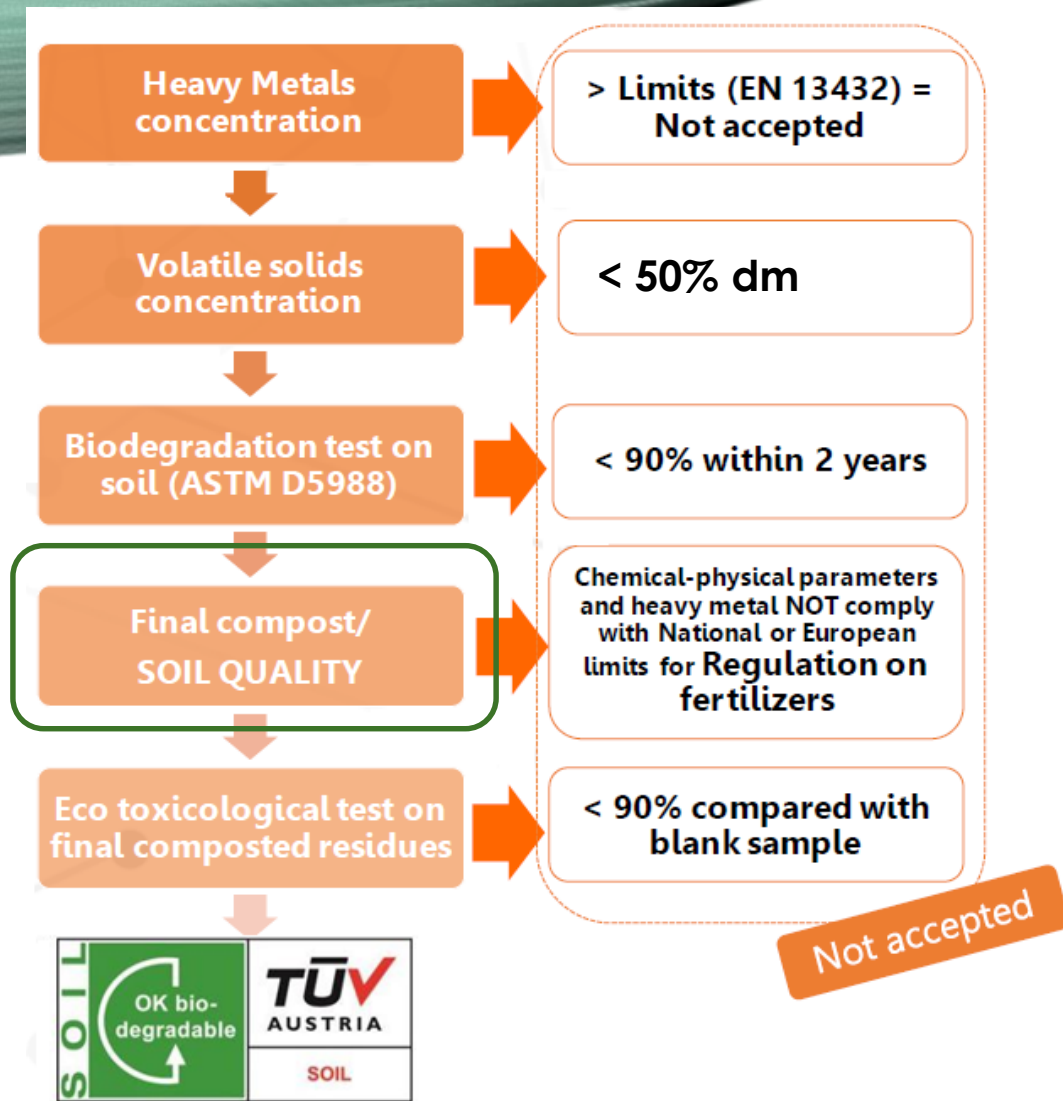 Heavy Metals
concentration
> Limits (EN 13432) =
Not accepted
Volatile solids
concentration
< 50% dm
Biodegradation test on
soil (ASTM D5988)
< 90% within 2 years
Final compost/
SOIL QUALITY
Chemical-physical parameters
and heavy metal NOT comply
with National or European
limits for Regulation on
fertilizers
Eco toxicological test on
final composted residues
< 90% compared with
blank sample
Not accepted
SOIL
OK bio-
degradable
TÜV
AUSTRIA
SOIL